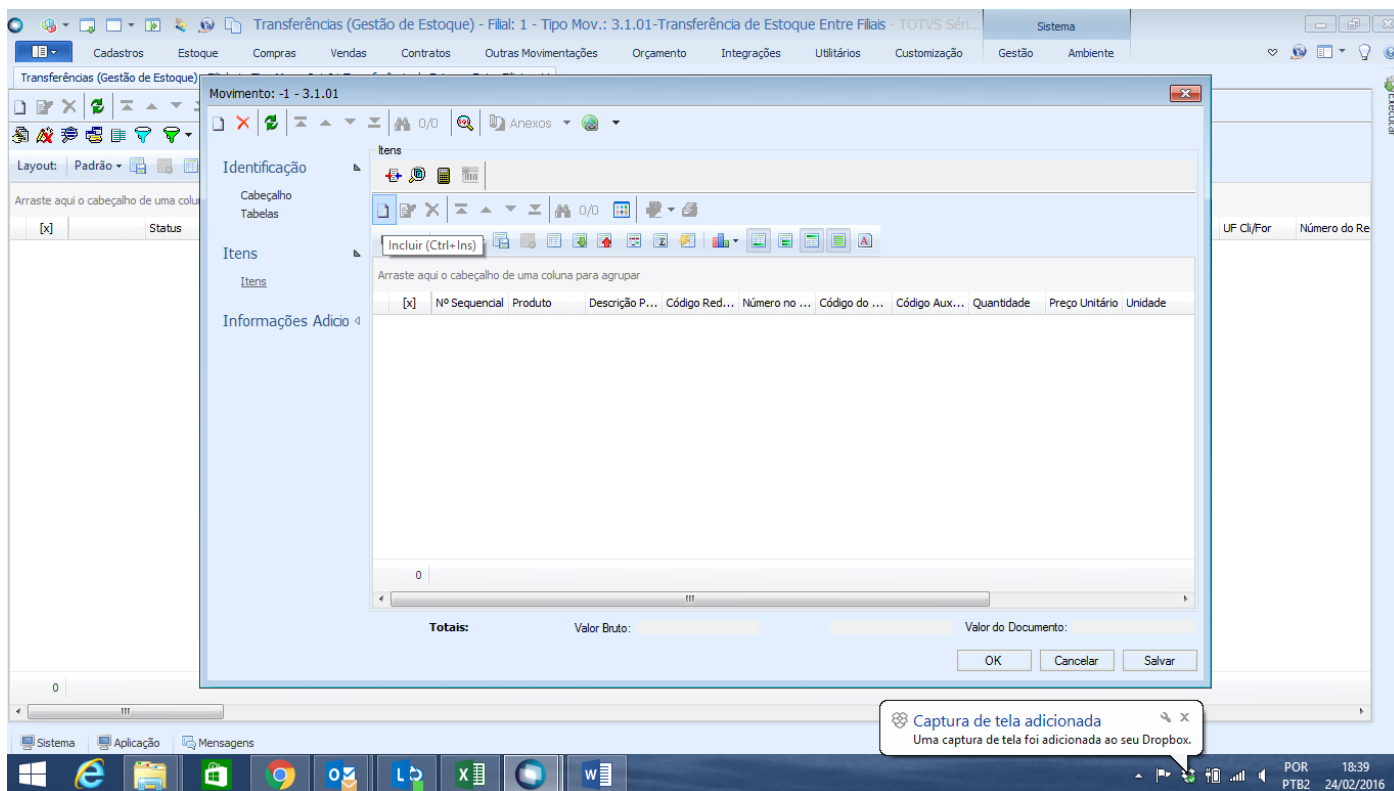 Transferências (Gestão de Estoque) - Filial: 1 - Tipo Mov.: 3.1.01-Transferência de Estoque Entre Filiais - TOTVS Séri... Sistema
Cadastros Estoque Compras Vendas Contratos Outras Movimentações Orçamento Integrações Utilitários Customização Gestão Ambiente
Transferências (Gestão de Estoque)
Executar
Movimento: -1 - 3.1.01
0/0 Anexos
Layout: Padrão
Arraste aqui o cabeçalho de uma colu
[x] Status UF Cli/For Número do Re
Identificação
Cabeçalho
Tabelas
Itens
Itens
Informações Adicio
Itens
0/0
Incluir (Ctrl+Ins)
Arraste aqui o cabeçalho de uma coluna para agrupar
[x] Nº Sequencial Produto Descrição P... Código Red... Número no ... Código do ... Código Aux... Quantidade Preço Unitário Unidade
0
Totais: Valor Bruto: Valor do Documento:
OK Cancelar Salvar
0
Captura de tela adicionada
Uma captura de tela foi adicionada ao seu Dropbox.
Sistema Aplicação Mensagens
POR 18:39
PTB2 24/02/2016